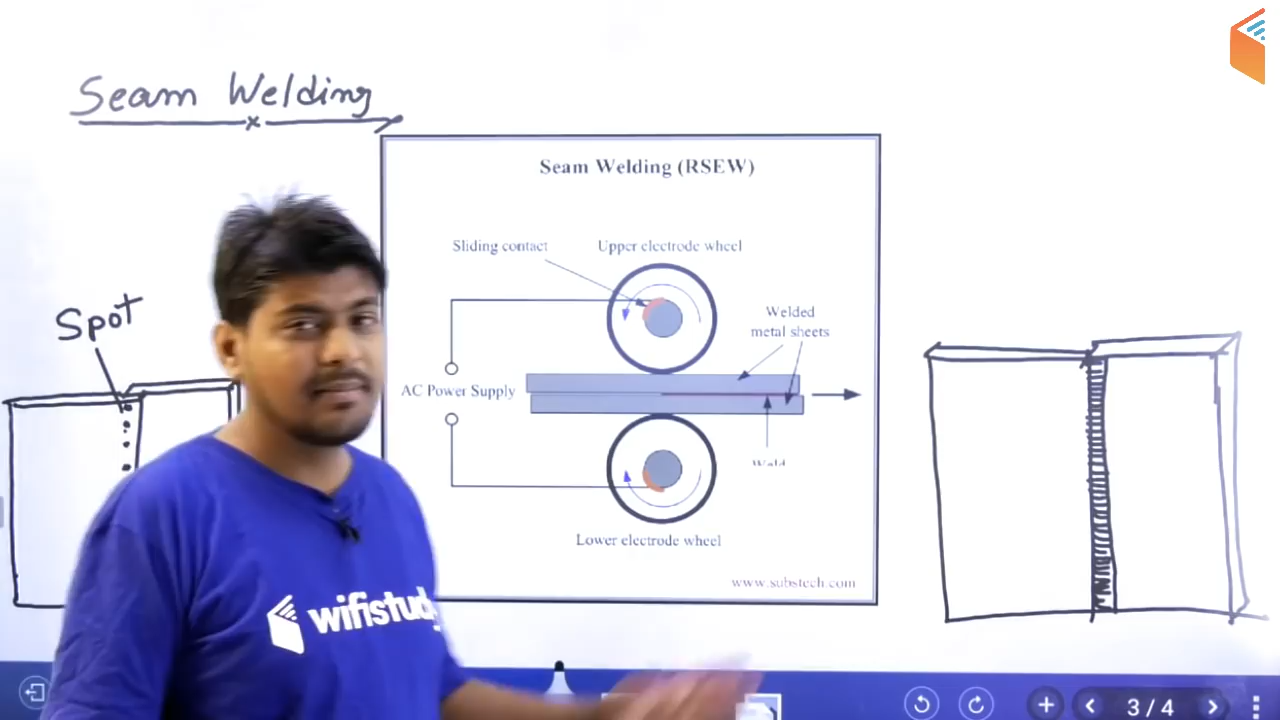 Seam Welding
Seam Welding (RSEW)
Sliding contact
Upper electrode wheel
Spot
Welded
metal sheets
AC Power Supply
Weld
Lower electrode wheel
www.substech.com
wifistudy
3 / 4